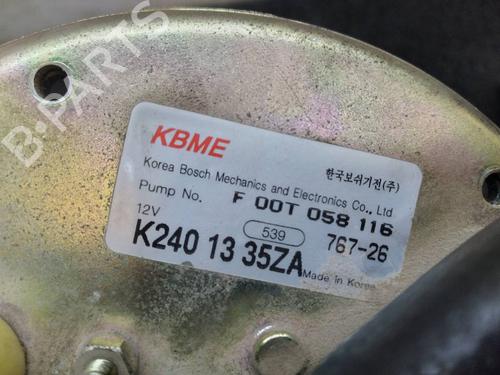 B-PARTS
KBME
Korea Bosch Mechanics and Electronics Co., Ltd 한국보쉬기전(주)
Pump No. F 00T 058 116
12V 539 767-26
K240 13 35ZA Made in Korea